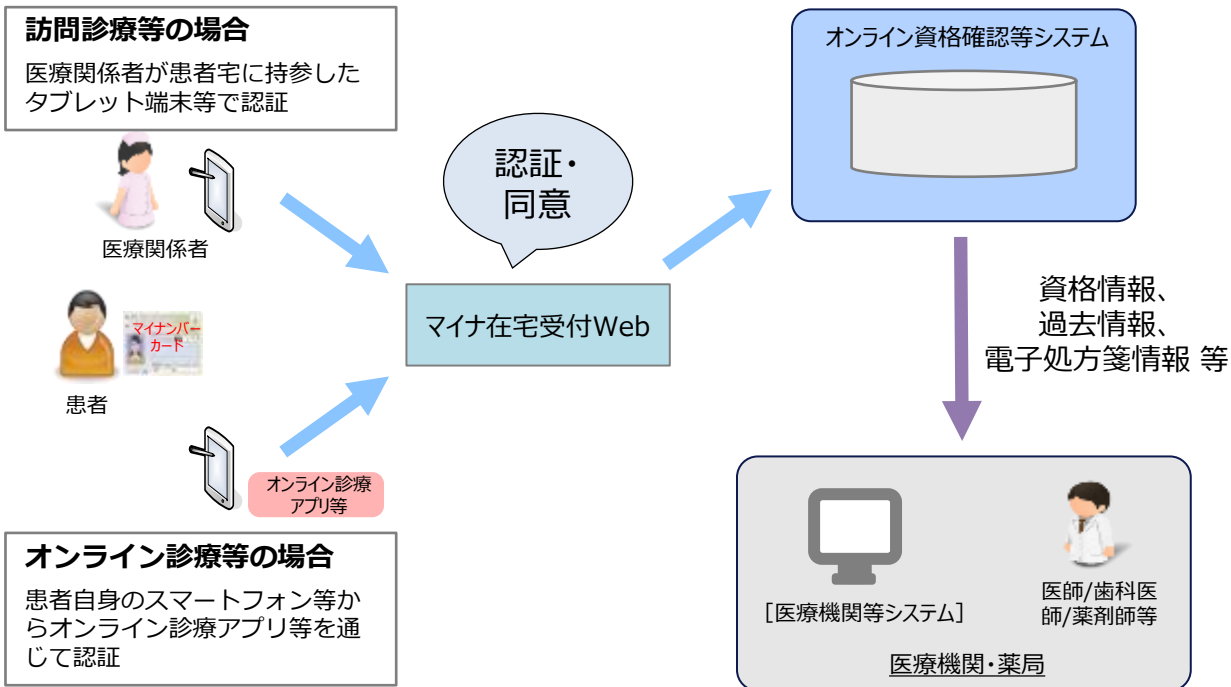 訪問診療等の場合
医療関係者が患者宅に持参した
タブレット端末等で認証
医療関係者
マイナンバー
カード
患者
オンライン診療
アプリ等
オンライン診療等の場合
患者自身のスマートフォン等か
らオンライン診療アプリ等を通
じて認証
認証・
同意
マイナ在宅受付Web
オンライン資格確認等システム
資格情報、
過去情報、
電子処方箋情報 等
[医療機関等システム]
医師/歯科医
師/薬剤師等
医療機関・薬局